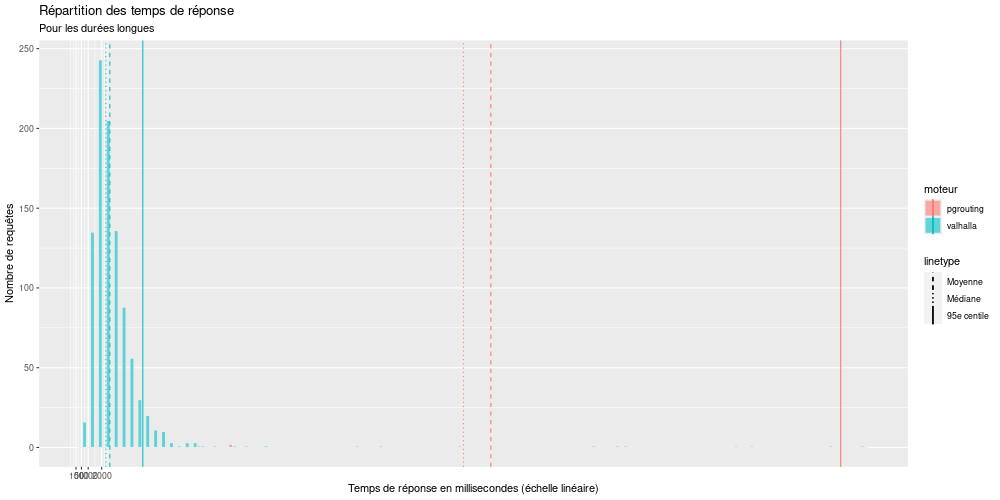 Répartition des temps de réponse
Pour les durées longues
Nombre de requêtes
250
200
150
100
50
0
2000
Temps de réponse en millisecondes (échelle linéaire)
moteur
pgrouting
valhalla
linetype
Moyenne
Médiane
95e centile